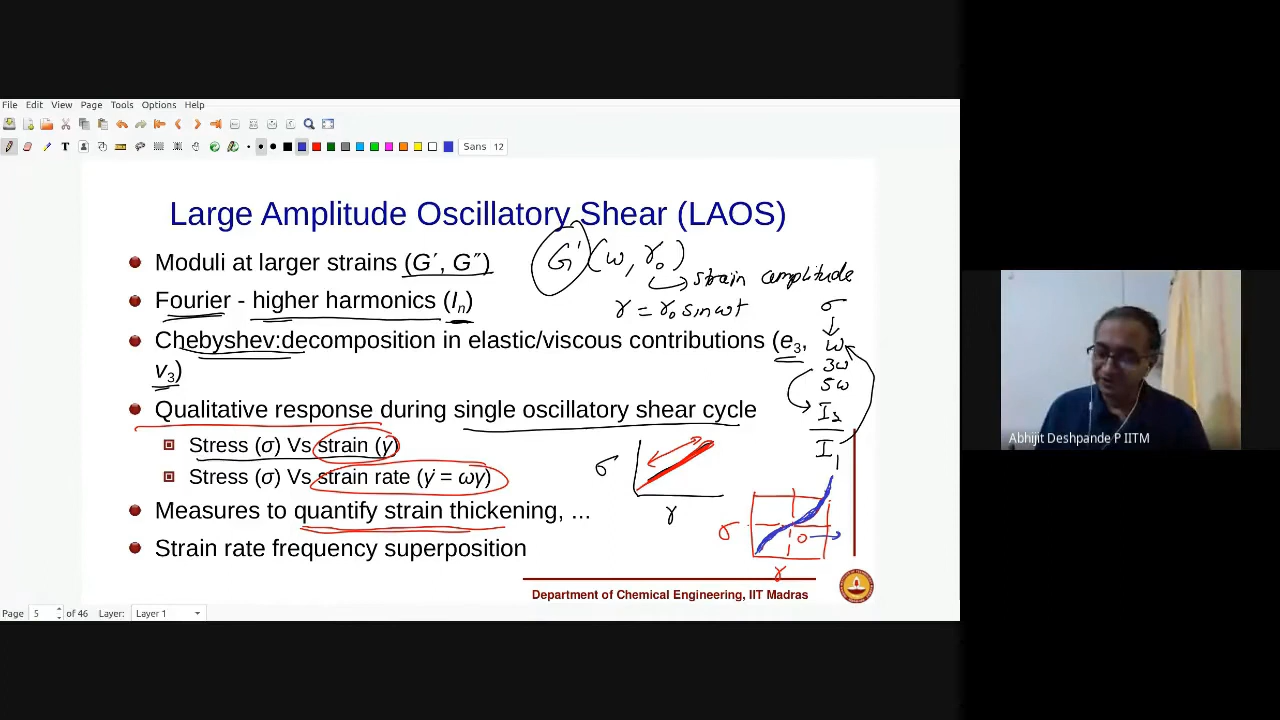 File Edit View Page Tools Options Help
Sans 12
Large Amplitude Oscillatory Shear (LAOS)
Moduli at larger strains (G′, G″)
G′(ω, γ₀)
strain amplitude
Fourier - higher harmonics (Iₙ)
γ = γ₀ sin ωt
σ
Chebyshev:decomposition in elastic/viscous contributions (e₃,
v₃)
ω
3ω
5ω
Qualitative response during single oscillatory shear cycle
I₃
I₁
Stress (σ) Vs strain (γ)
Stress (σ) Vs strain rate (γ̇ = ωγ)
σ
γ
Measures to quantify strain thickening, ...
σ
0
γ
Strain rate frequency superposition
Department of Chemical Engineering, IIT Madras
Page 5 of 46 Layer: Layer 1
Abhijit Deshpande P IITM